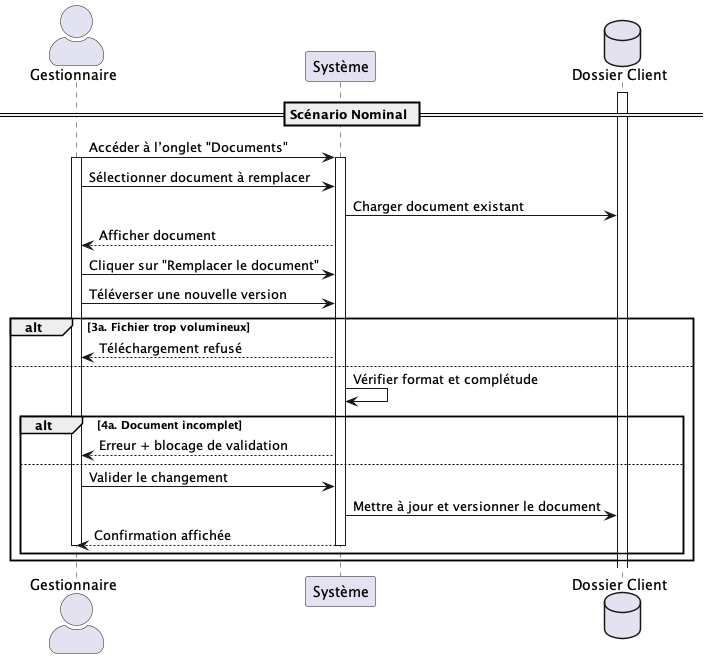 Gestionnaire
Système
Dossier Client
Scénario Nominal
Accéder à l'onglet "Documents"
Sélectionner document à remplacer
Charger document existant
Afficher document
Cliquer sur "Remplacer le document"
Téléverser une nouvelle version
alt [3a. Fichier trop volumineux]
Téléchargement refusé
Vérifier format et complétude
alt [4a. Document incomplet]
Erreur + blocage de validation
Valider le changement
Mettre à jour et versionner le document
Confirmation affichée
Gestionnaire
Système
Dossier Client